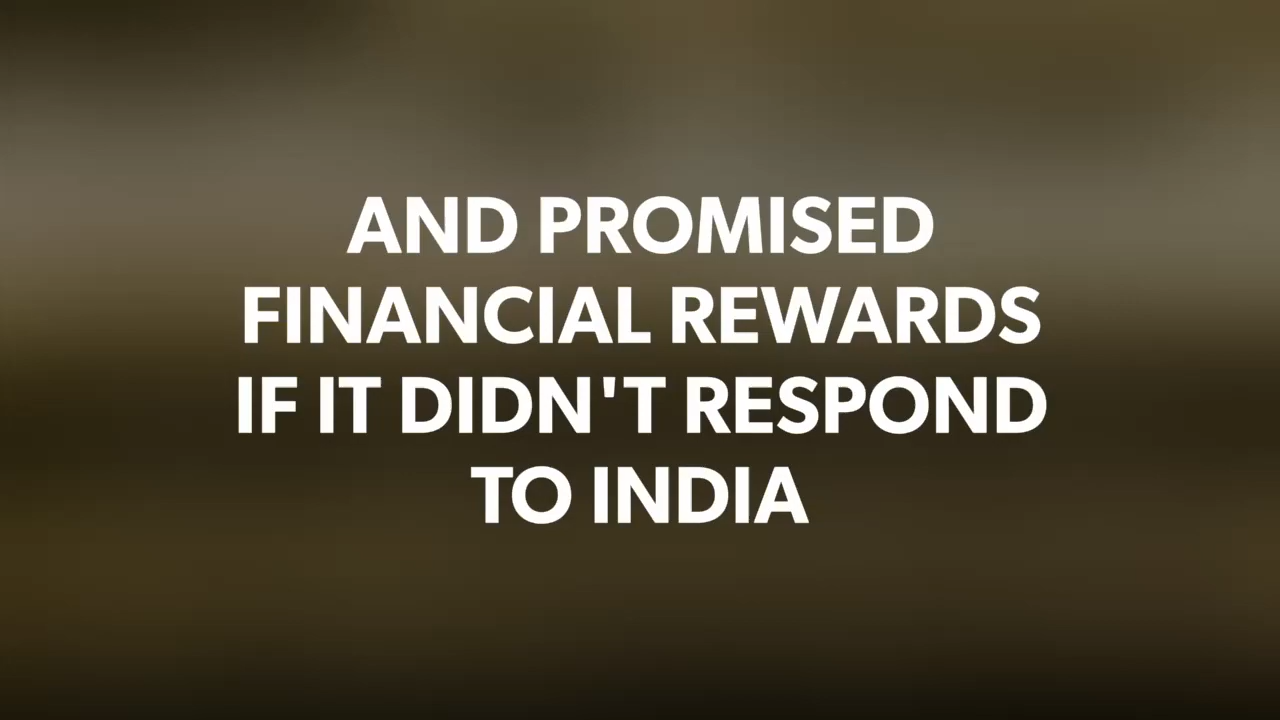 AND PROMISED
FINANCIAL REWARDS
IF IT DIDN'T RESPOND
TO INDIA